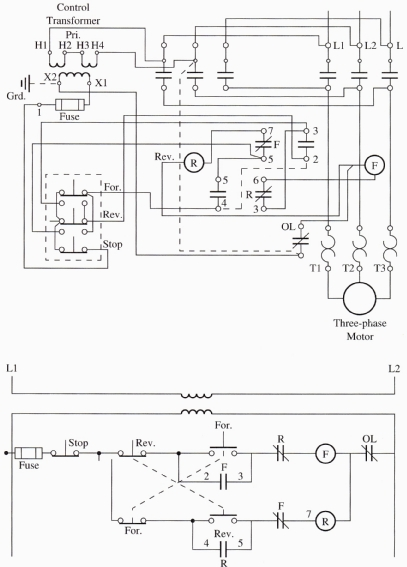 Control
Transformer
Pri.
H1 H2 H3 H4
L1 L2 L
X2 X1
Grd.
1
Fuse
7 3
F
Rev. R 5 2 F
For. 5 6
R
4 3
Rev.
OL
Stop
T1 T2 T3
Three-phase
Motor
L1 L2
For.
Stop Rev. R OL
F
Fuse F
2 3
F
7
R
For. Rev.
4 5
R